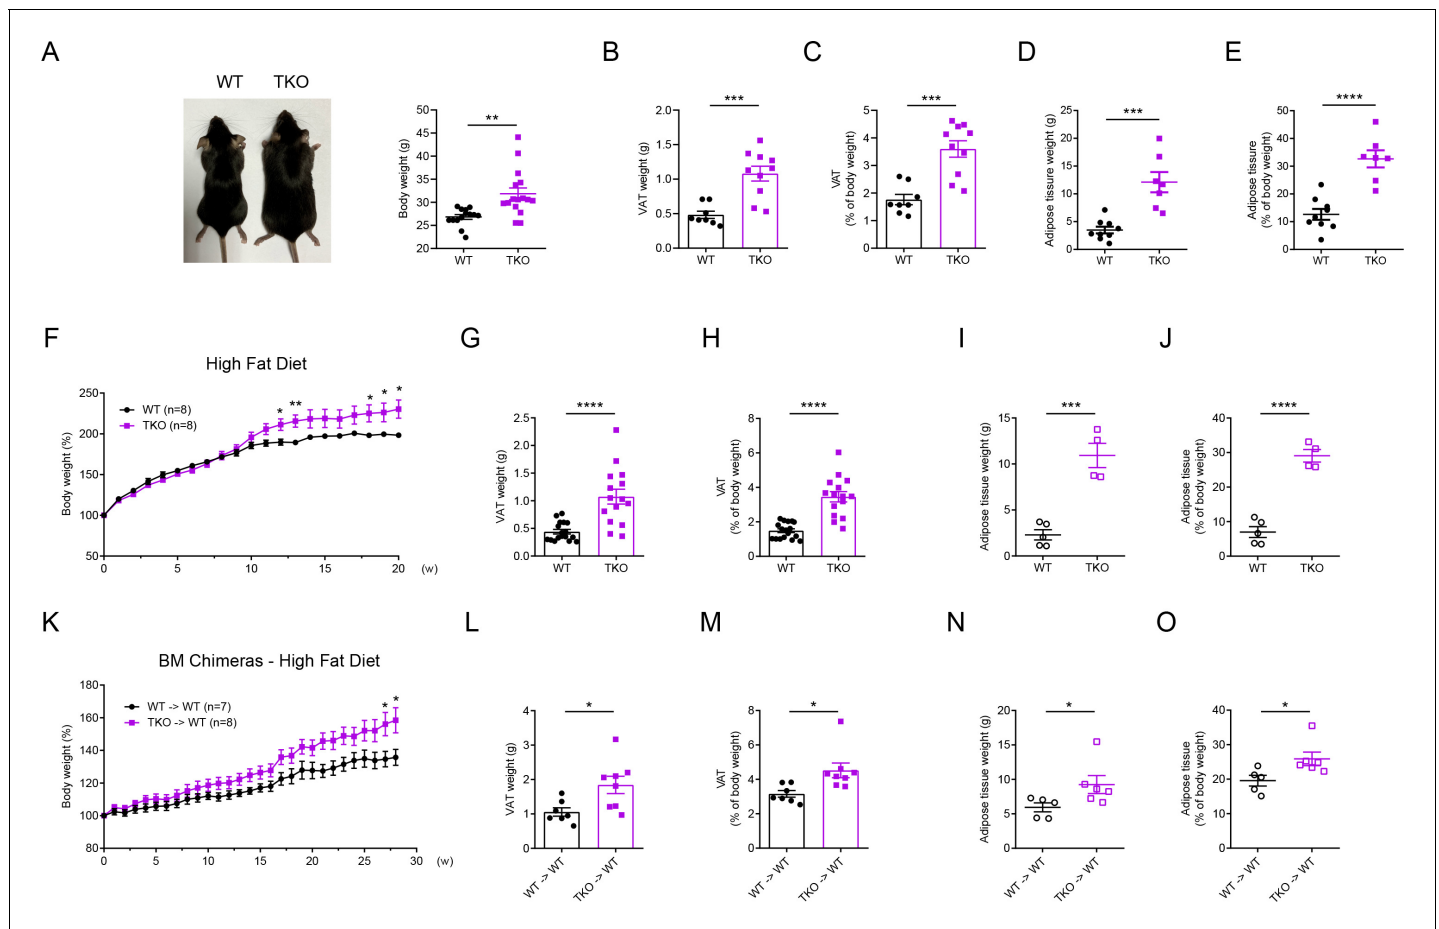 A
B
C
D
E
WT TKO
Body weight (g)
50
45
40
35
30
25
20
**
WT TKO
VAT weight (g)
2.0
1.5
1.0
0.5
0.0
***
WT TKO
VAT
(% of body weight)
5
4
3
2
1
0
***
WT TKO
Adipose tissure weight (g)
25
20
15
10
5
0
***
WT TKO
Adipose tissure
(% of body weight)
50
40
30
20
10
0
****
WT TKO
F
G
H
I
J
High Fat Diet
Body weight (%)
250
200
150
100
50
WT (n=8)
TKO (n=8)
* ** * * *
0 5 10 15 20 (w)
VAT weight (g)
2.5
2.0
1.5
1.0
0.5
0.0
****
WT TKO
VAT
(% of body weight)
8
6
4
2
0
****
WT TKO
Adipose tissue weight (g)
15
10
5
0
***
WT TKO
Adipose tissue
(% of body weight)
40
30
20
10
0
****
WT TKO
K
L
M
N
O
BM Chimeras - High Fat Diet
Body weight (%)
180
160
140
120
100
80
WT -> WT (n=7)
TKO -> WT (n=8)
* *
0 5 10 15 20 25 30 (w)
VAT weight (g)
4
3
2
1
0
*
WT -> WT TKO -> WT
VAT
(% of body weight)
8
6
4
2
0
*
WT -> WT TKO -> WT
Adipose tissue weight (g)
20
15
10
5
0
*
WT -> WT TKO -> WT
Adipose tissue
(% of body weight)
40
30
20
10
0
*
WT -> WT TKO -> WT